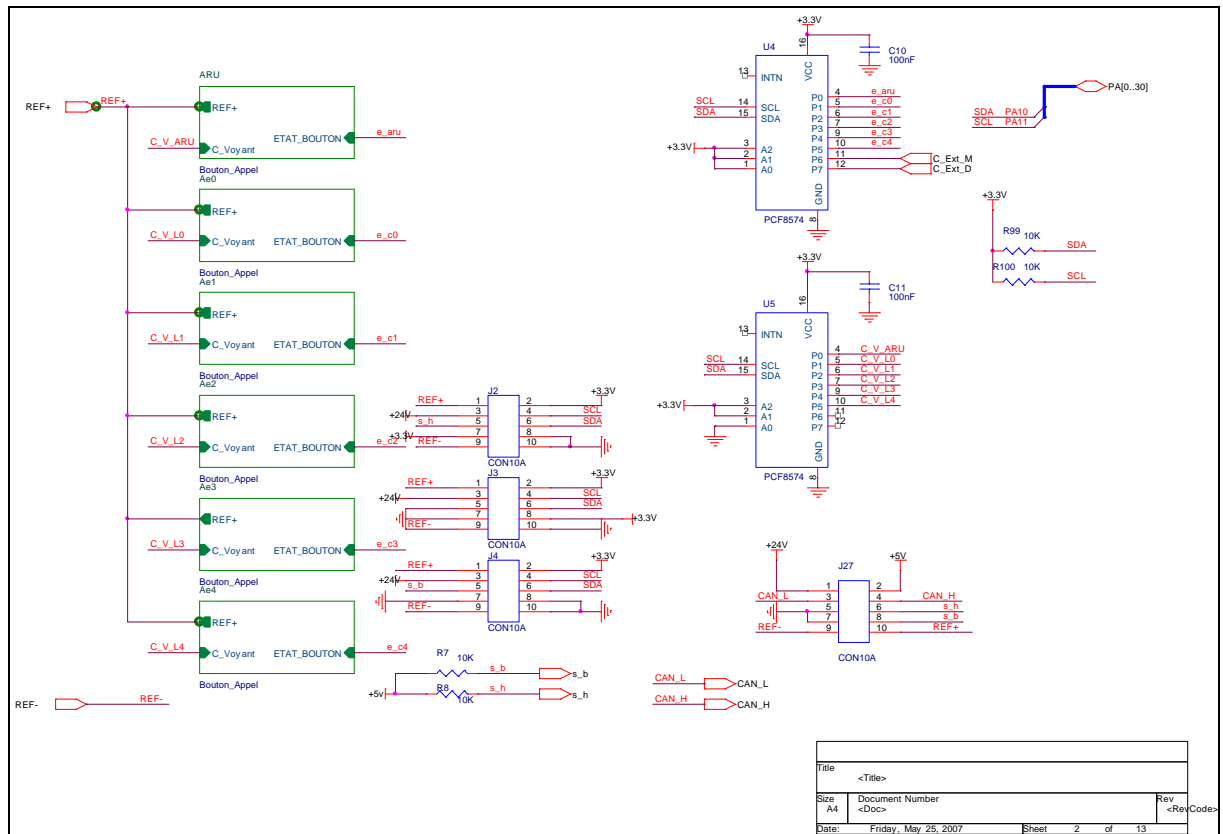 REF+
REF+
ARU
REF+
C_V_ARU
C_Voyant
ETAT_BOUTON
e_aru
Bouton_Appel
Ae0
REF+
C_V_L0
C_Voyant
ETAT_BOUTON
e_c0
Bouton_Appel
Ae1
REF+
C_V_L1
C_Voyant
ETAT_BOUTON
e_c1
Bouton_Appel
Ae2
REF+
C_V_L2
C_Voyant
ETAT_BOUTON
e_c2
Bouton_Appel
Ae3
REF+
C_V_L3
C_Voyant
ETAT_BOUTON
e_c3
Bouton_Appel
Ae4
REF+
C_V_L4
C_Voyant
ETAT_BOUTON
e_c4
Bouton_Appel
REF-
REF-
J2
REF+ 1 2 +3.3V
+24V 3 4 SCL
s_h 5 6 SDA
+3.3V 7 8
REF- 9 10
CON10A
J3
REF+ 1 2 +3.3V
+24V 3 4 SCL
5 6 SDA
7 8 +3.3V
REF- 9 10
CON10A
J4
REF+ 1 2 +3.3V
+24V 3 4 SCL
s_b 5 6 SDA
7 8
REF- 9 10
CON10A
R7
10K
s_b
s_b
+5v
R8
10K
s_h
s_h
+3.3V
U4
16
VCC
C10
100nF
13 INTN
SCL 14 SCL
SDA 15 SDA
+3.3V
3 A2
2 A1
1 A0
P0 4 e_aru
P1 5 e_c0
P2 6 e_c1
P3 7 e_c2
P4 9 e_c3
P5 10 e_c4
P6 11 C_Ext_M
P7 12 C_Ext_D
GND
8
PCF8574
+3.3V
U5
16
VCC
C11
100nF
13 INTN
SCL 14 SCL
SDA 15 SDA
+3.3V
3 A2
2 A1
1 A0
P0 4 C_V_ARU
P1 5 C_V_L0
P2 6 C_V_L1
P3 7 C_V_L2
P4 9 C_V_L3
P5 10 C_V_L4
P6 11
P7 12
GND
8
PCF8574
PA[0..30]
SDA PA10
SCL PA11
+3.3V
R99 10K
SDA
R100 10K
SCL
+24V
+5V
J27
1 2
CAN_L 3 4 CAN_H
5 6 s_h
7 8 s_b
REF- 9 10 REF+
CON10A
CAN_L
CAN_L
CAN_H
CAN_H
Title
<Title>
Size
A4
Document Number
<Doc>
Rev
<RevCode>
Date: Friday, May 25, 2007 Sheet 2 of 13